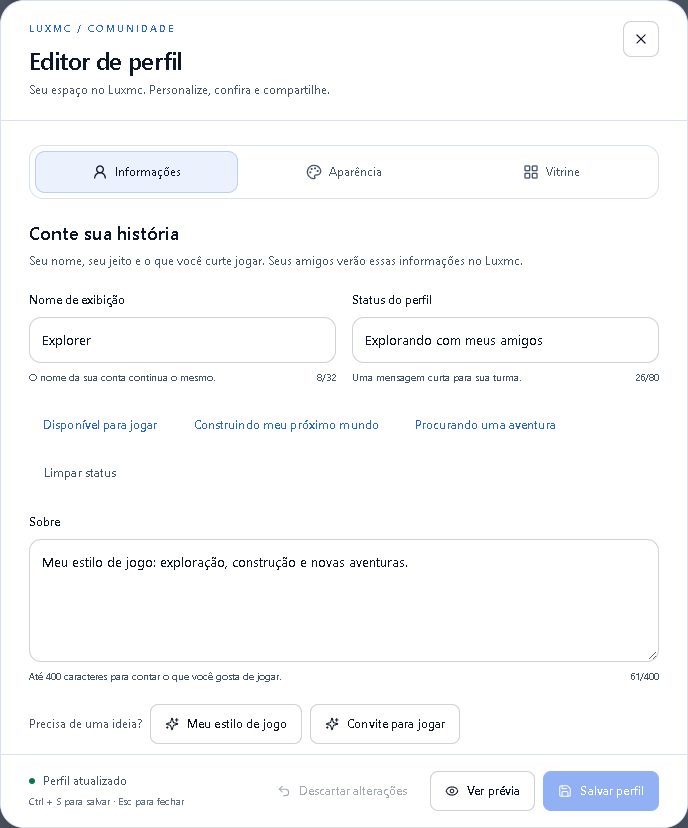 LUXMC / COMUNIDADE
Editor de perfil
Seu espaço no Luxmc. Personalize, confira e compartilhe.
Informações
Aparência
Vitrine
Conte sua história
Seu nome, seu jeito e o que você curte jogar. Seus amigos verão essas informações no Luxmc.
Nome de exibição
Status do perfil
Explorer
Explorando com meus amigos
O nome da sua conta continua o mesmo.
8/32
Uma mensagem curta para sua turma.
26/80
Disponível para jogar
Construindo meu próximo mundo
Procurando uma aventura
Limpar status
Sobre
Meu estilo de jogo: exploração, construção e novas aventuras.
Até 400 caracteres para contar o que você gosta de jogar.
61/400
Precisa de uma ideia?
Meu estilo de jogo
Convite para jogar
Perfil atualizado
Ctrl + S para salvar · Esc para fechar
Descartar alterações
Ver prévia
Salvar perfil